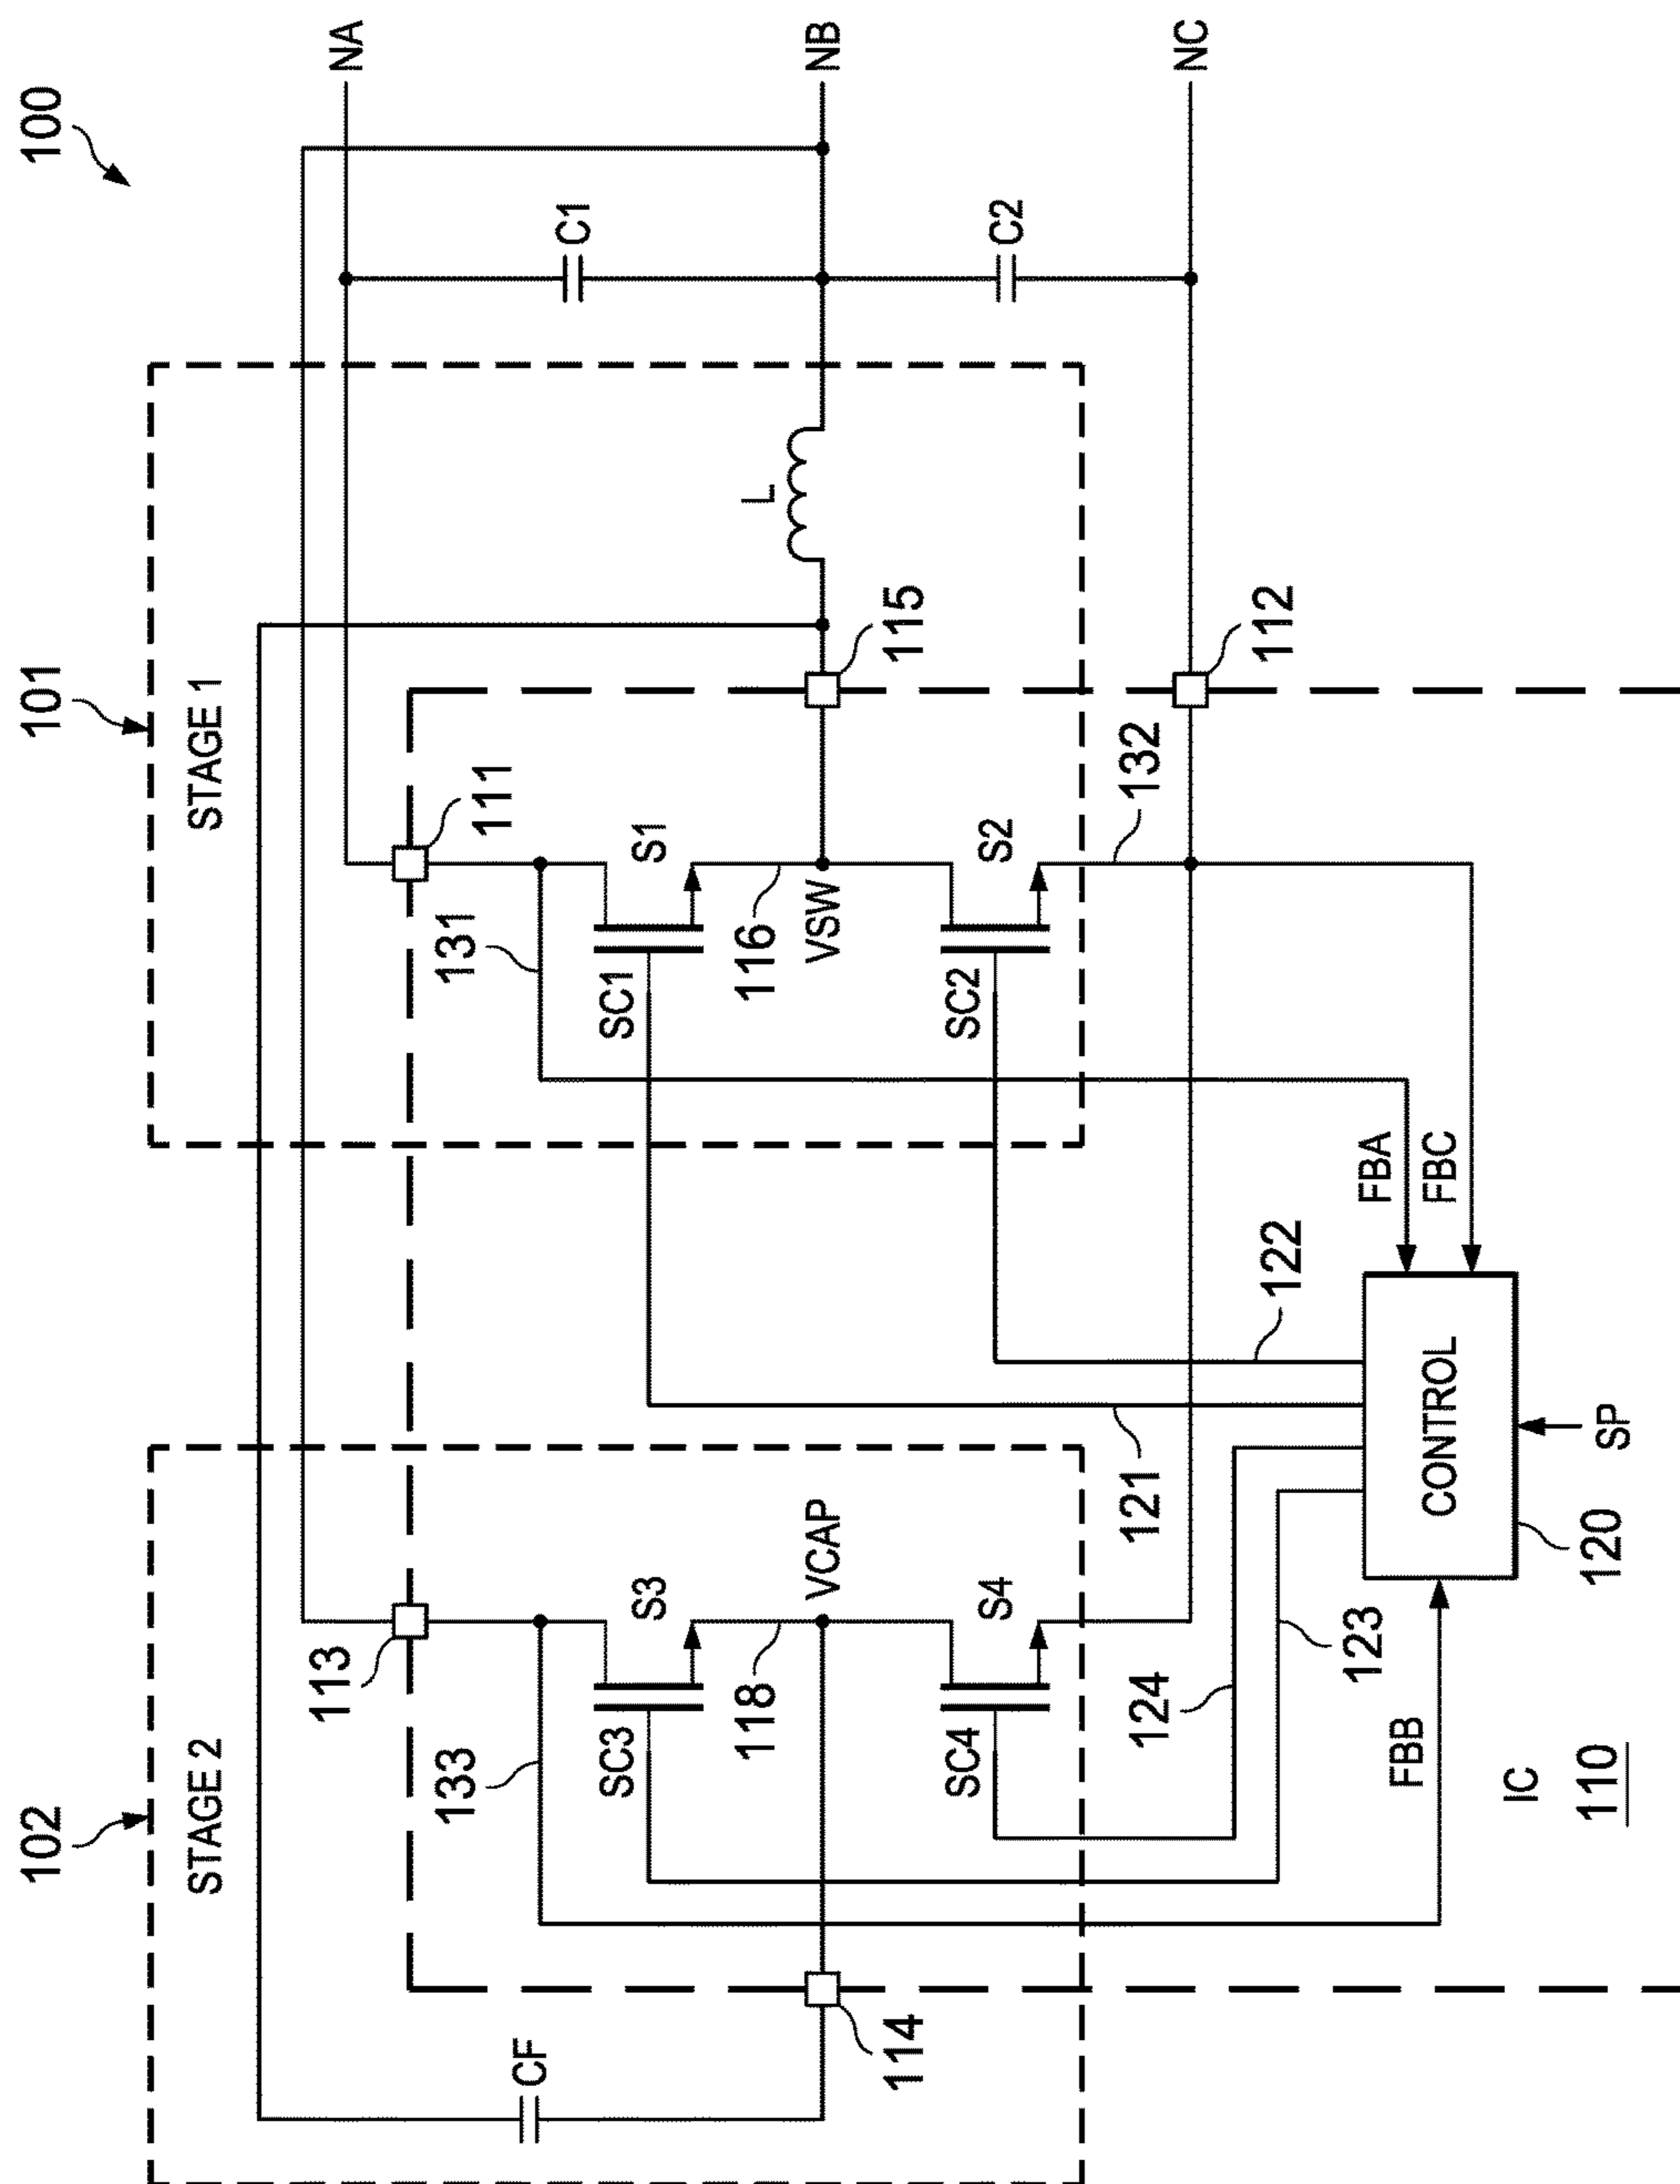 102
101
100
STAGE 2
STAGE 1
113
NA
133
131
111
CF
C1
SC3
SC1
S3
S1
118
116
L
VCAP
VSW
NB
114
115
SC4
SC2
S4
S2
C2
124
121
132
NC
122
112
123
FBA
FBB
CONTROL
FBC
IC
110
120
SP